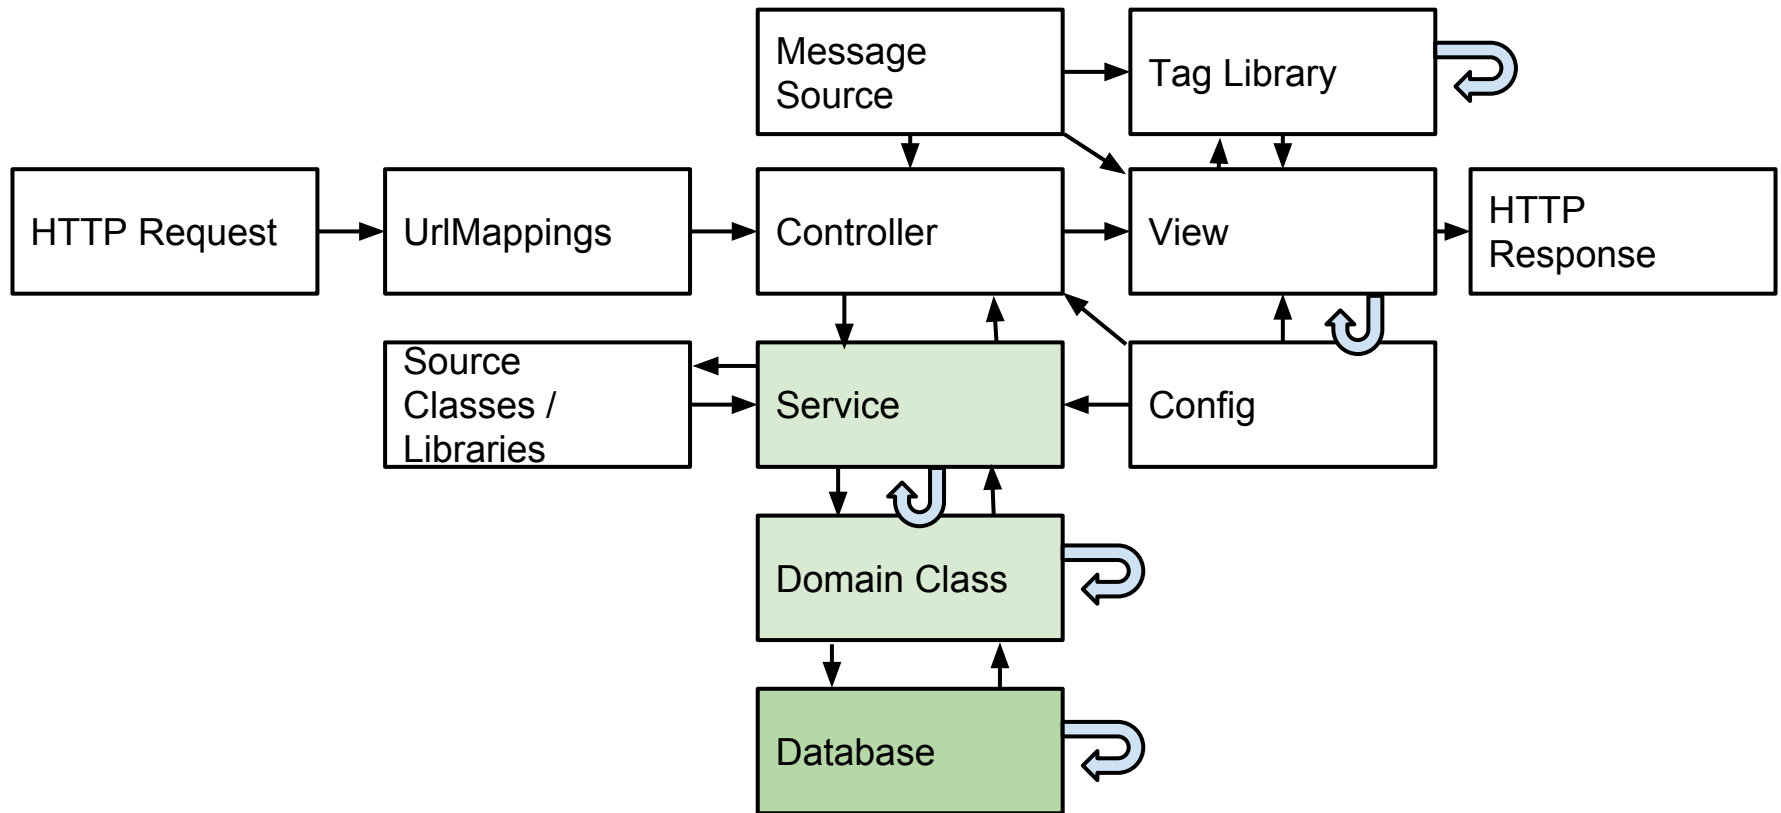 Message
Source
Tag Library
HTTP Request
UrlMappings
Controller
View
HTTP
Response
Source
Classes /
Libraries
Service
Config
Domain Class
Database